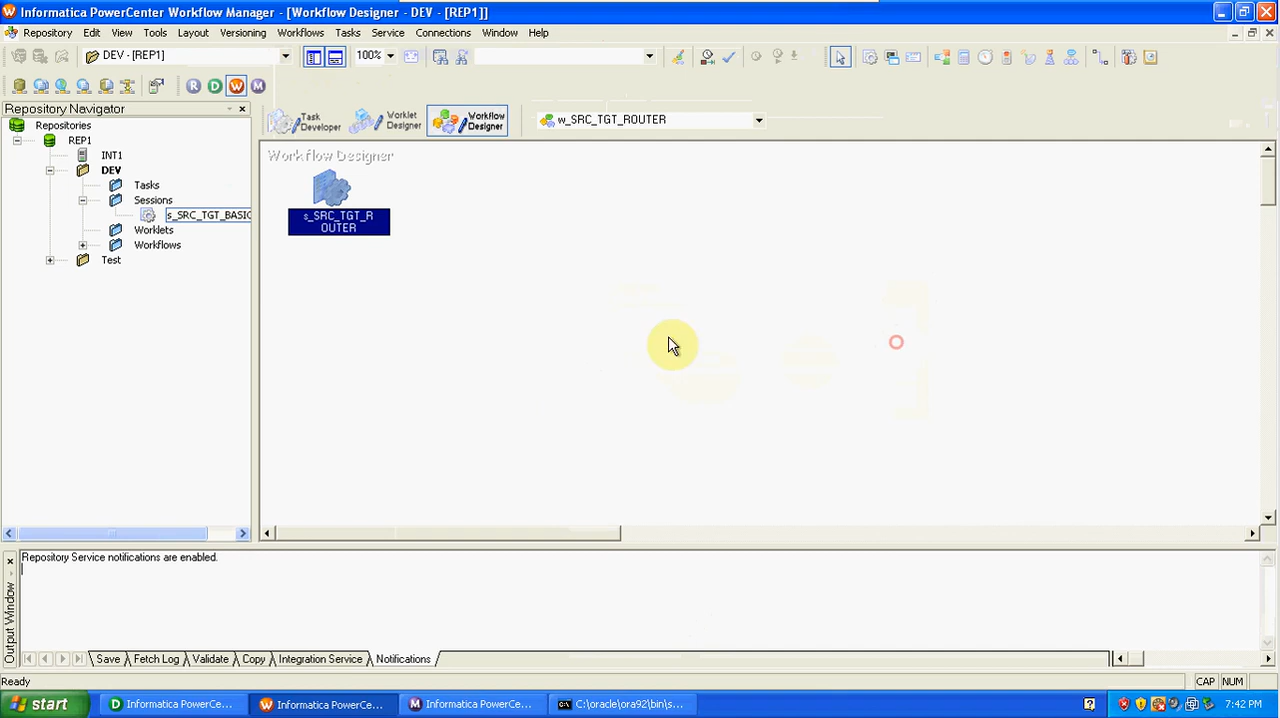 Informatica PowerCenter Workflow Manager - [Workflow Designer - DEV - [REP1]]
Repository Edit View Tools Layout Versioning Workflows Tasks Service Connections Window Help
DEV - [REP1]
100%
R D W M
Repository Navigator
Repositories
REP1
INT1
DEV
Tasks
Sessions
s_SRC_TGT_BASIC
Worklets
Workflows
Test
Task Developer
Worklet Designer
Workflow Designer
w_SRC_TGT_ROUTER
Workflow Designer
s_SRC_TGT_R
OUTER
Output Window
Repository Service notifications are enabled.
Save Fetch Log Validate Copy Integration Service Notifications
Ready
CAP NUM
start
D Informatica PowerCe...
W Informatica PowerCe...
M Informatica PowerCe...
C:\oracle\ora92\bin\s...
7:42 PM